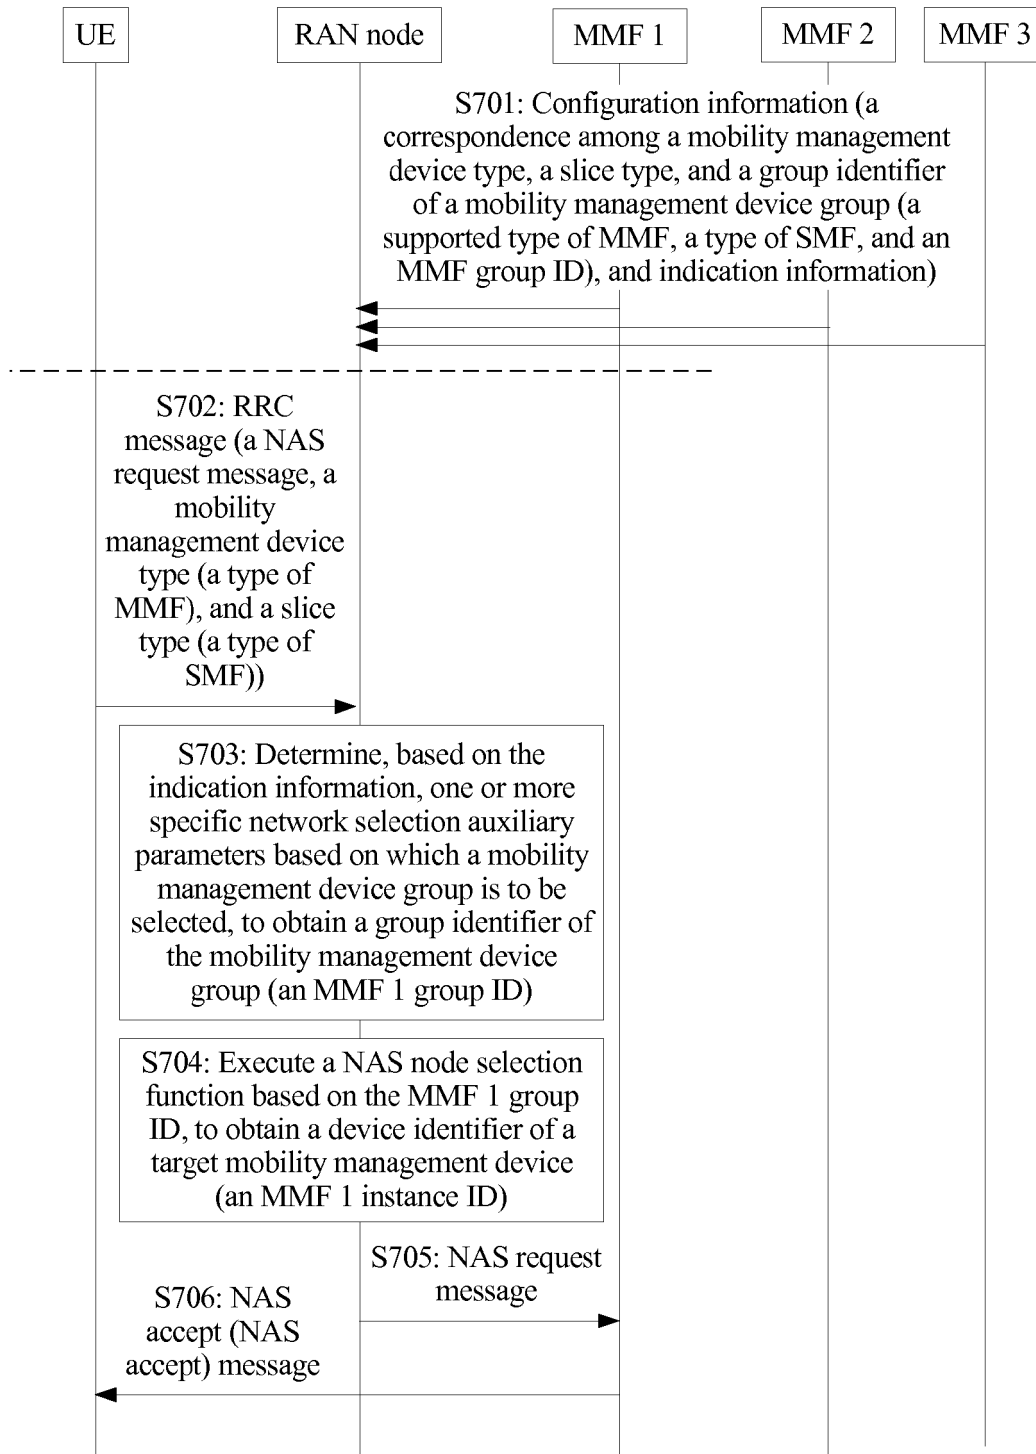 UE
RAN node
MMF 1
MMF 2
MMF 3
S701: Configuration information (a
correspondence among a mobility management
device type, a slice type, and a group identifier
of a mobility management device group (a
supported type of MMF, a type of SMF, and an
MMF group ID), and indication information)
S702: RRC
message (a NAS
request message, a
mobility
management device
type (a type of
MMF), and a slice
type (a type of
SMF))
S703: Determine, based on the
indication information, one or more
specific network selection auxiliary
parameters based on which a mobility
management device group is to be
selected, to obtain a group identifier of
the mobility management device
group (an MMF 1 group ID)
S704: Execute a NAS node selection
function based on the MMF 1 group
ID, to obtain a device identifier of a
target mobility management device
(an MMF 1 instance ID)
S705: NAS request
message
S706: NAS
accept (NAS
accept) message